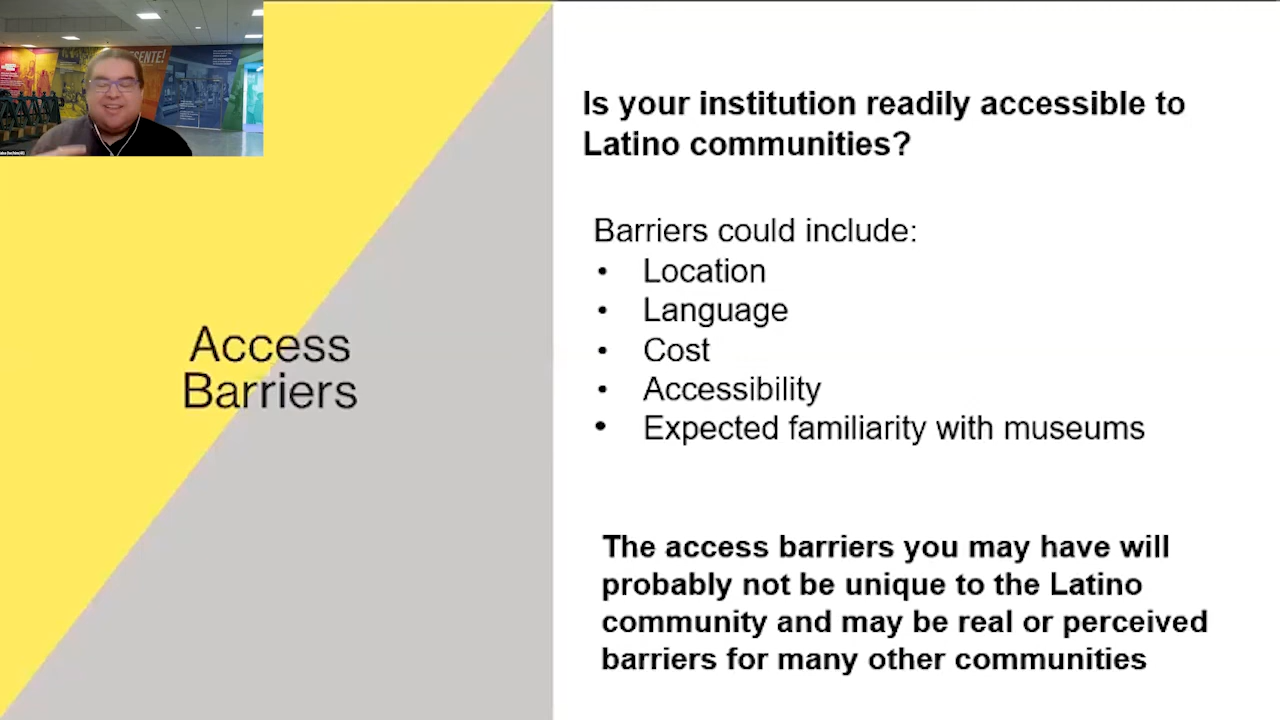 ESENTE!
Access
Barriers
Is your institution readily accessible to
Latino communities?
Barriers could include:
• Location
• Language
• Cost
• Accessibility
• Expected familiarity with museums
The access barriers you may have will
probably not be unique to the Latino
community and may be real or perceived
barriers for many other communities